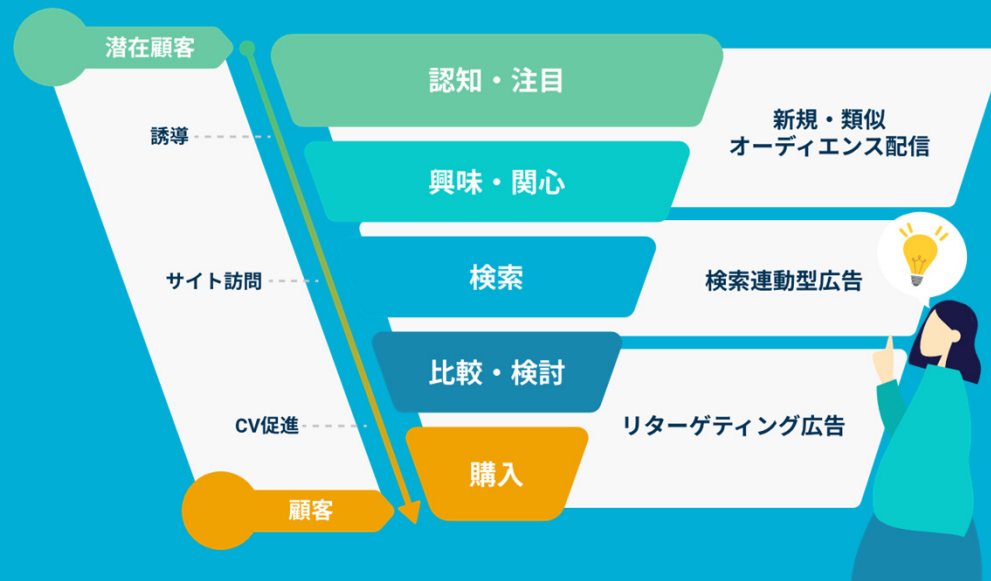 潜在顧客
誘導
サイト訪問
CV促進
顧客
認知・注目
興味・関心
検索
比較・検討
購入
新規・類似
オーディエンス配信
検索連動型広告
リターゲティング広告